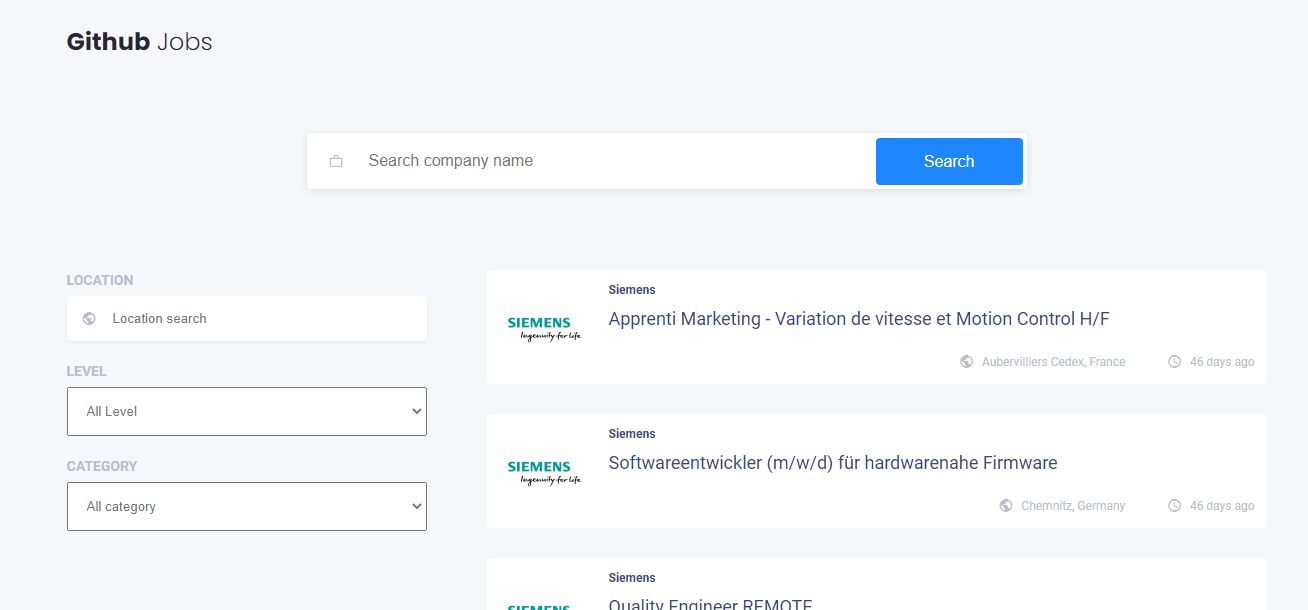 Github Jobs
Search company name
Search
LOCATION
Location search
LEVEL
All Level
CATEGORY
All category
Siemens
SIEMENS
Ingenuity for life
Apprenti Marketing - Variation de vitesse et Motion Control H/F
Aubervilliers Cedex, France
46 days ago
Siemens
SIEMENS
Ingenuity for life
Softwareentwickler (m/w/d) für hardwarenahe Firmware
Chemnitz, Germany
46 days ago
Siemens
SIEMENS
Quality Engineer REMOTE